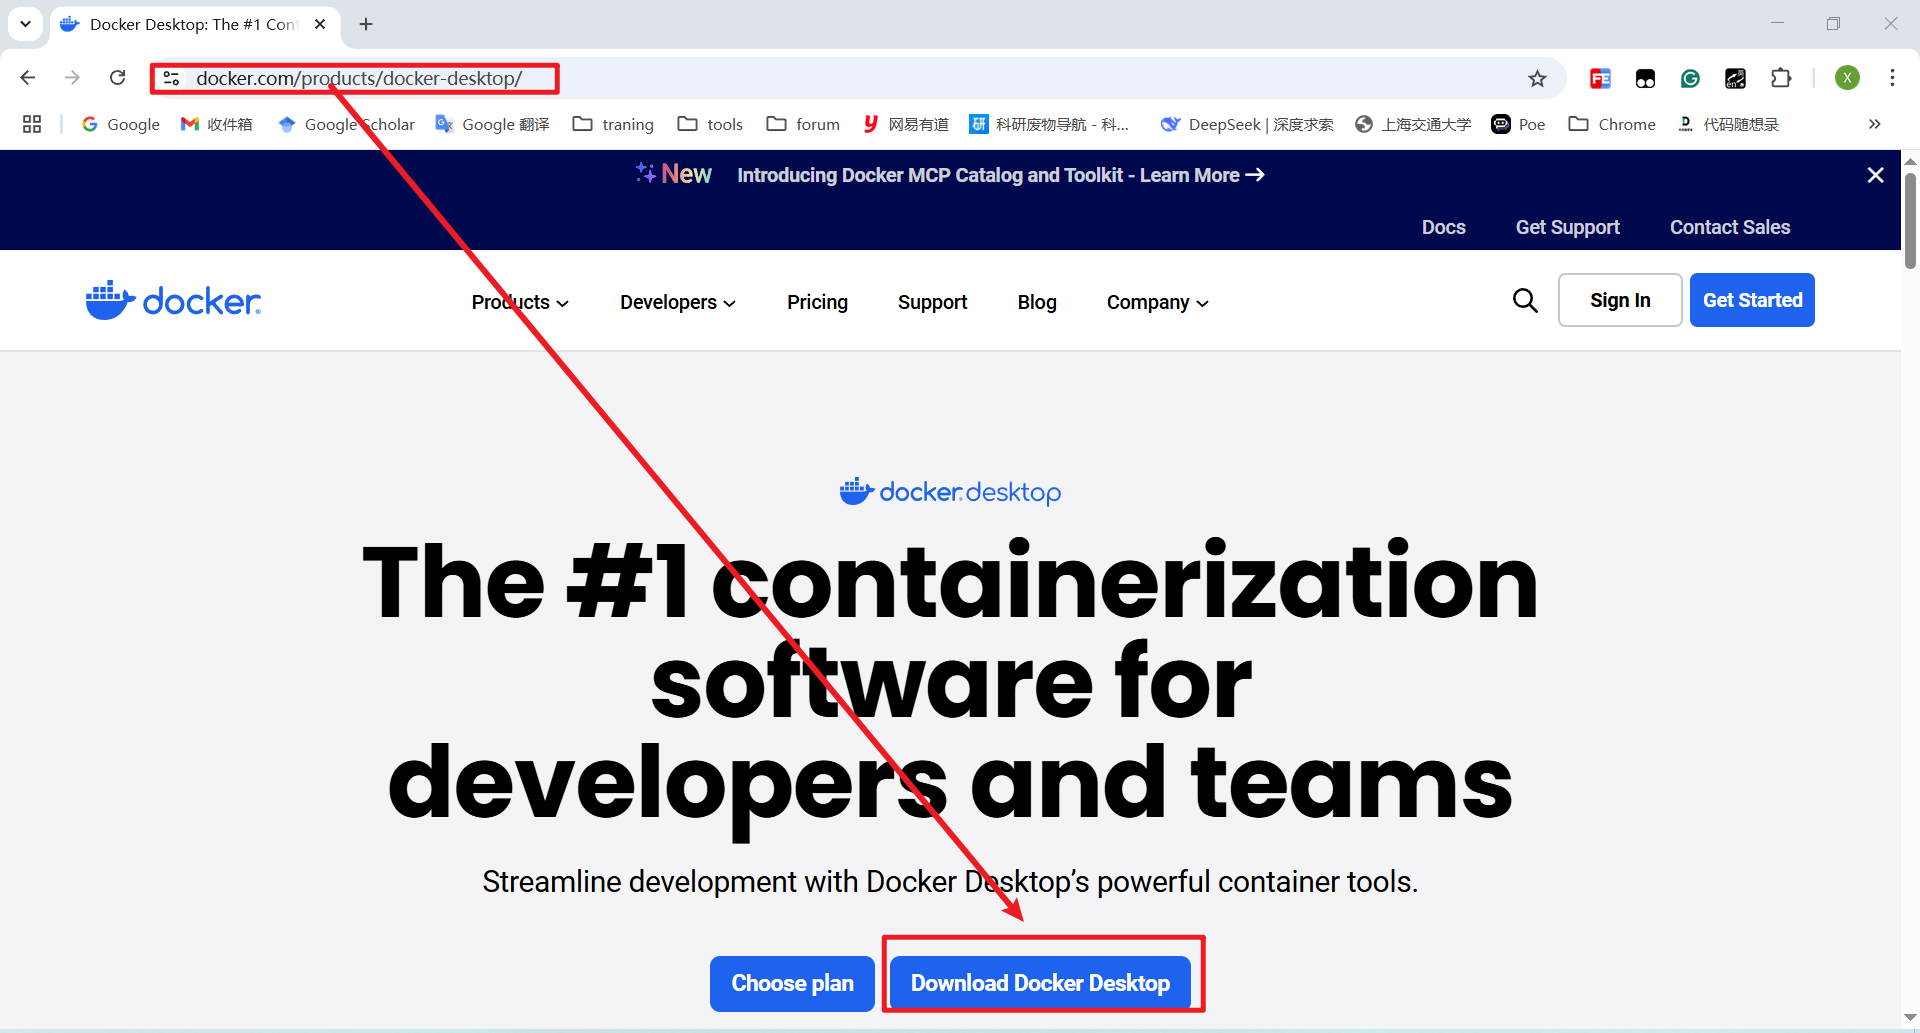 Docker Desktop: The #1 Cont
docker.com/products/docker-desktop/
FE
en 英
X
Google
收件箱
Google Scholar
Google 翻译
traning
tools
forum
y 网易有道
研 科研废物导航 - 科...
DeepSeek | 深度求索
上海交通大学
Poe
Chrome
代码随想录
New
Introducing Docker MCP Catalog and Toolkit - Learn More →
Docs
Get Support
Contact Sales
docker
Products
Developers
Pricing
Support
Blog
Company
Sign In
Get Started
docker desktop
The #1 containerization
software for
developers and teams
Streamline development with Docker Desktop’s powerful container tools.
Choose plan
Download Docker Desktop